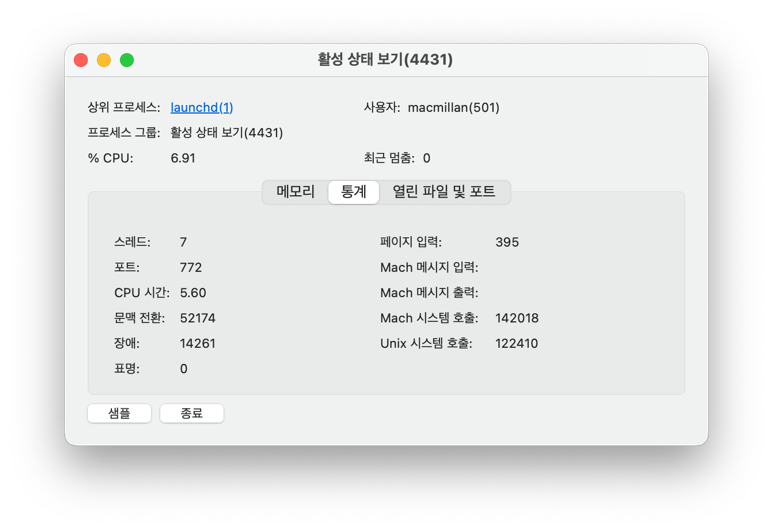 활성 상태 보기(4431)
상위 프로세스: launchd(1) 사용자: macmillan(501)
프로세스 그룹: 활성 상태 보기(4431)
% CPU: 6.91 최근 멈춤: 0
메모리 통계 열린 파일 및 포트
스레드: 7 페이지 입력: 395
포트: 772 Mach 메시지 입력:
CPU 시간: 5.60 Mach 메시지 출력:
문맥 전환: 52174 Mach 시스템 호출: 142018
장애: 14261 Unix 시스템 호출: 122410
표명: 0
샘플 종료